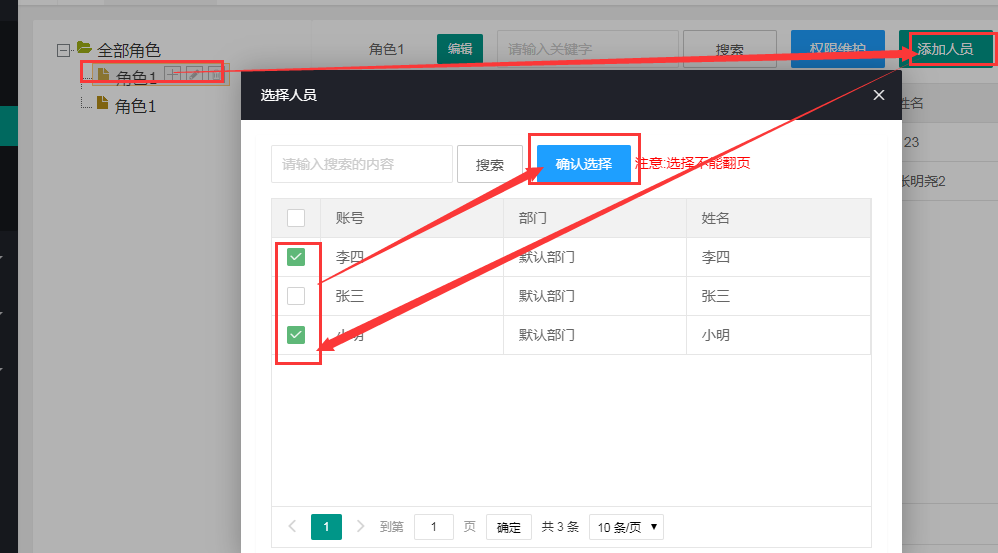 全部角色
角色1 编辑 请输入关键字 搜索 权限维护 添加人员
角色1
角色1
选择人员
请输入搜索的内容 搜索 确认选择 注意:选择不能翻页
账号 部门 姓名
李四 默认部门 李四
张三 默认部门 张三
小明 默认部门 小明
姓名
23
张明尧2
1 到第 1 页 确定 共 3 条 10 条/页